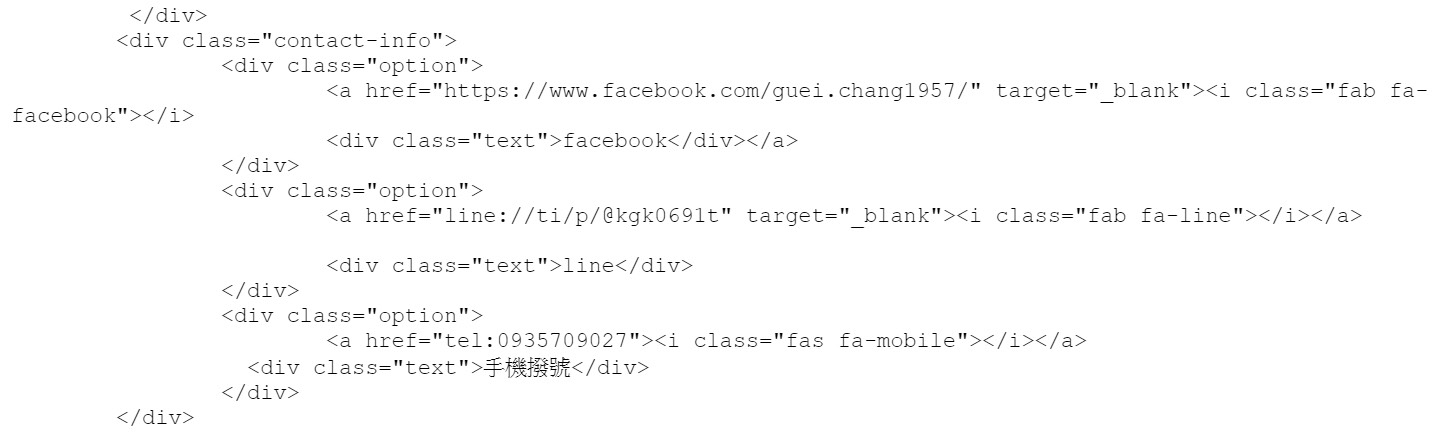 </div>
<div class="contact-info">
<div class="option">
<a href="https://www.facebook.com/guei.chang1957/" target="_blank"><i class="fab fa-
facebook"></i>
<div class="text">facebook</div></a>
</div>
<div class="option">
<a href="line://ti/p/@kgk0691t" target="_blank"><i class="fab fa-line"></i></a>
<div class="text">line</div>
</div>
<div class="option">
<a href="tel:0935709027"><i class="fas fa-mobile"></i></a>
<div class="text">手機撥號</div>
</div>
</div>